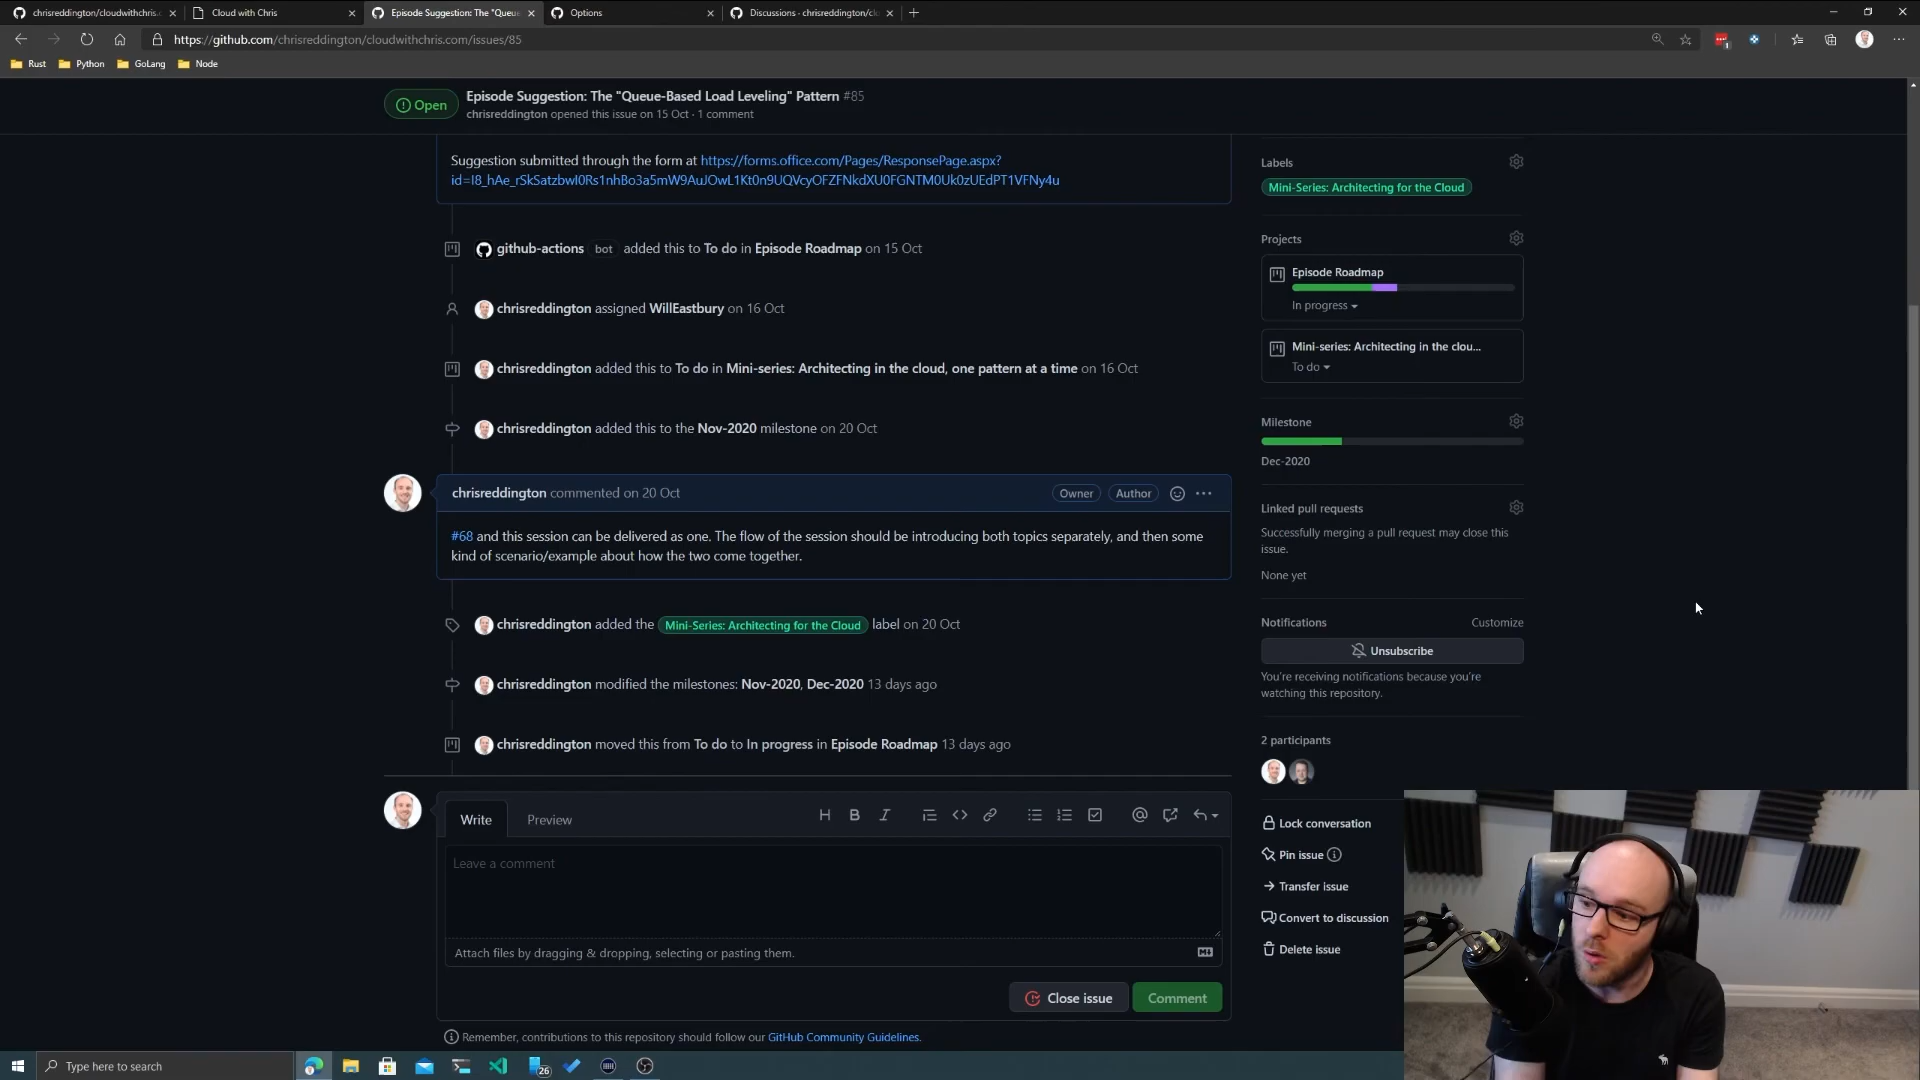 chrisreddington/cloudwithchris.c
Cloud with Chris
Episode Suggestion: The "Queue-
Options
Discussions · chrisreddington/clo
https://github.com/chrisreddington/cloudwithchris.com/issues/85
Rust
Python
GoLang
Node
Open
Episode Suggestion: The "Queue-Based Load Leveling" Pattern #85
chrisreddington opened this issue on 15 Oct · 1 comment
Suggestion submitted through the form at https://forms.office.com/Pages/ResponsePage.aspx?
github-actions bot added this to To do in Episode Roadmap on 15 Oct
chrisreddington assigned WillEastbury on 16 Oct
chrisreddington added this to To do in Mini-series: Architecting in the cloud, one pattern at a time on 16 Oct
chrisreddington added this to the Nov-2020 milestone on 20 Oct
chrisreddington commented on 20 Oct
Owner
Author
#68 and this session can be delivered as one. The flow of the session should be introducing both topics separately, and then some
kind of scenario/example about how the two come together.
chrisreddington added the Mini-Series: Architecting for the Cloud label on 20 Oct
chrisreddington modified the milestones: Nov-2020, Dec-2020 13 days ago
chrisreddington moved this from To do to In progress in Episode Roadmap 13 days ago
Write
Preview
Leave a comment
Attach files by dragging & dropping, selecting or pasting them.
Close issue
Comment
Remember, contributions to this repository should follow our GitHub Community Guidelines.
Labels
Mini-Series: Architecting for the Cloud
Projects
Episode Roadmap
In progress
Mini-series: Architecting in the clou...
To do
Milestone
Dec-2020
Linked pull requests
Successfully merging a pull request may close this
issue.
None yet
Notifications
Customize
Unsubscribe
You're receiving notifications because you're
watching this repository.
2 participants
Lock conversation
Pin issue
Transfer issue
Convert to discussion
Delete issue
Type here to search
26